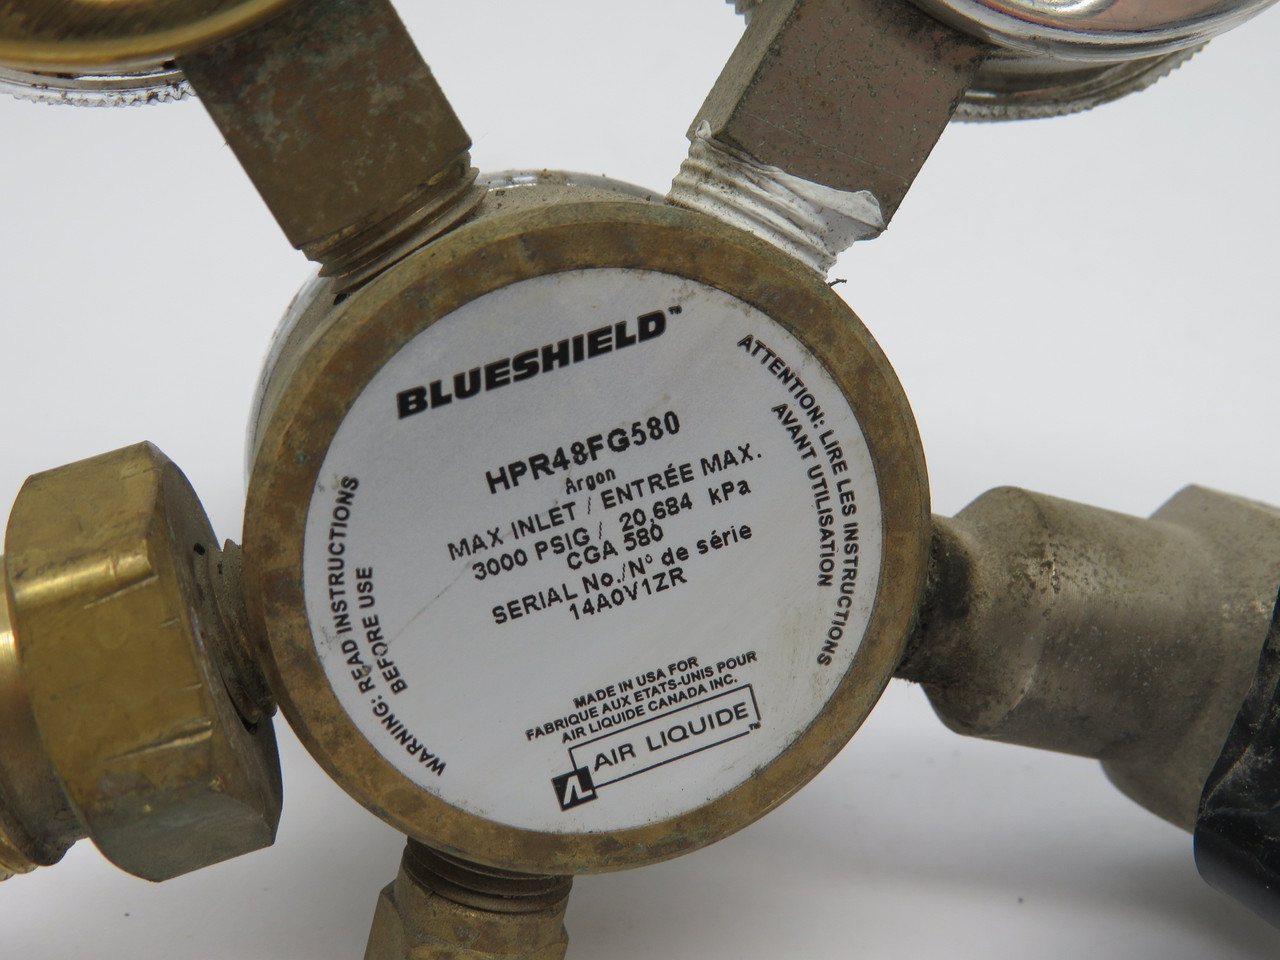 BLUESHIELD™
HPR48FG580
Argon
MAX INLET / ENTRÉE MAX.
3000 PSIG / 20,684 kPa
CGA 580
SERIAL No./N° de série
14A0V1ZR
WARNING: READ INSTRUCTIONS
BEFORE USE
ATTENTION: LIRE LES INSTRUCTIONS
AVANT UTILISATION
MADE IN USA FOR
FABRIQUE AUX ETATS-UNIS POUR
AIR LIQUIDE CANADA INC.
AIR LIQUIDE™